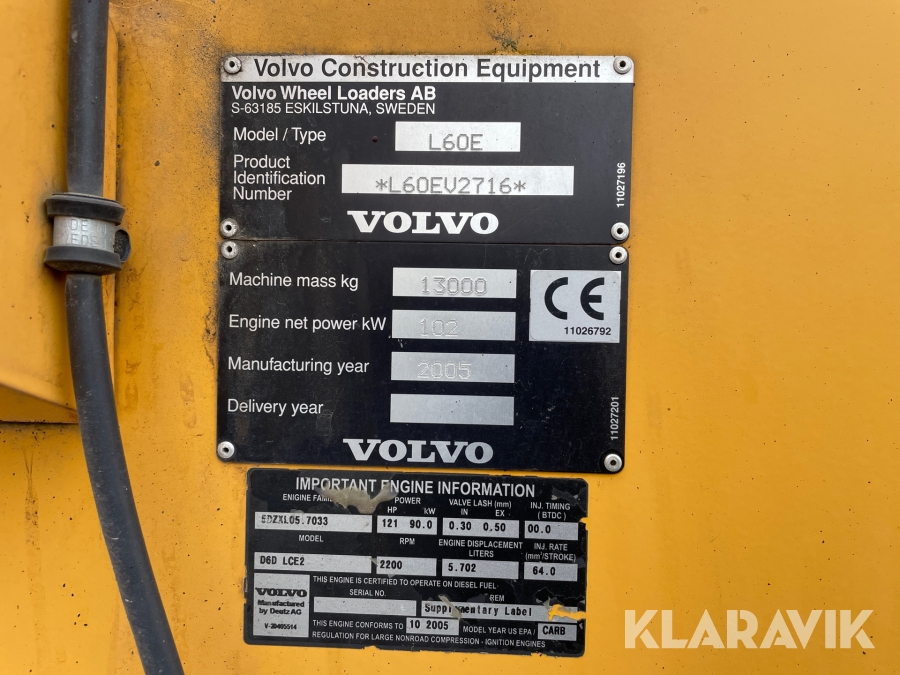 Volvo Construction Equipment
Volvo Wheel Loaders AB
S-63185 ESKILSTUNA, SWEDEN
Model / Type L60E
Product
Identification
Number *L60EV2716*
11027196
VOLVO
Machine mass kg 13000
CE
11026792
Engine net power kW 102
Manufacturing year 2005
Delivery year
11027201
VOLVO
IMPORTANT ENGINE INFORMATION
ENGINE POWER VALVE LASH (mm) INJ. TIMING
HP kW IN EX (BTDC)
5DZXL05.7033 121 90.0 0.30 0.50 00.0
MODEL RPM ENGINE DISPLACEMENT INJ. RATE
LITERS (mm³/STROKE)
D6D LCE2 2200 5.702 64.0
THIS ENGINE IS CERTIFIED TO OPERATE ON DIESEL FUEL
VOLVO SERIAL NO. REM
Manufactured
by Deutz AG Supplementary Label
V-20405514 THIS ENGINE CONFORMS TO 10 2005 MODEL YEAR US EPA/ CARB
REGULATION FOR LARGE NONROAD COMPRESSION - IGNITION ENGINES
KLARAVIK